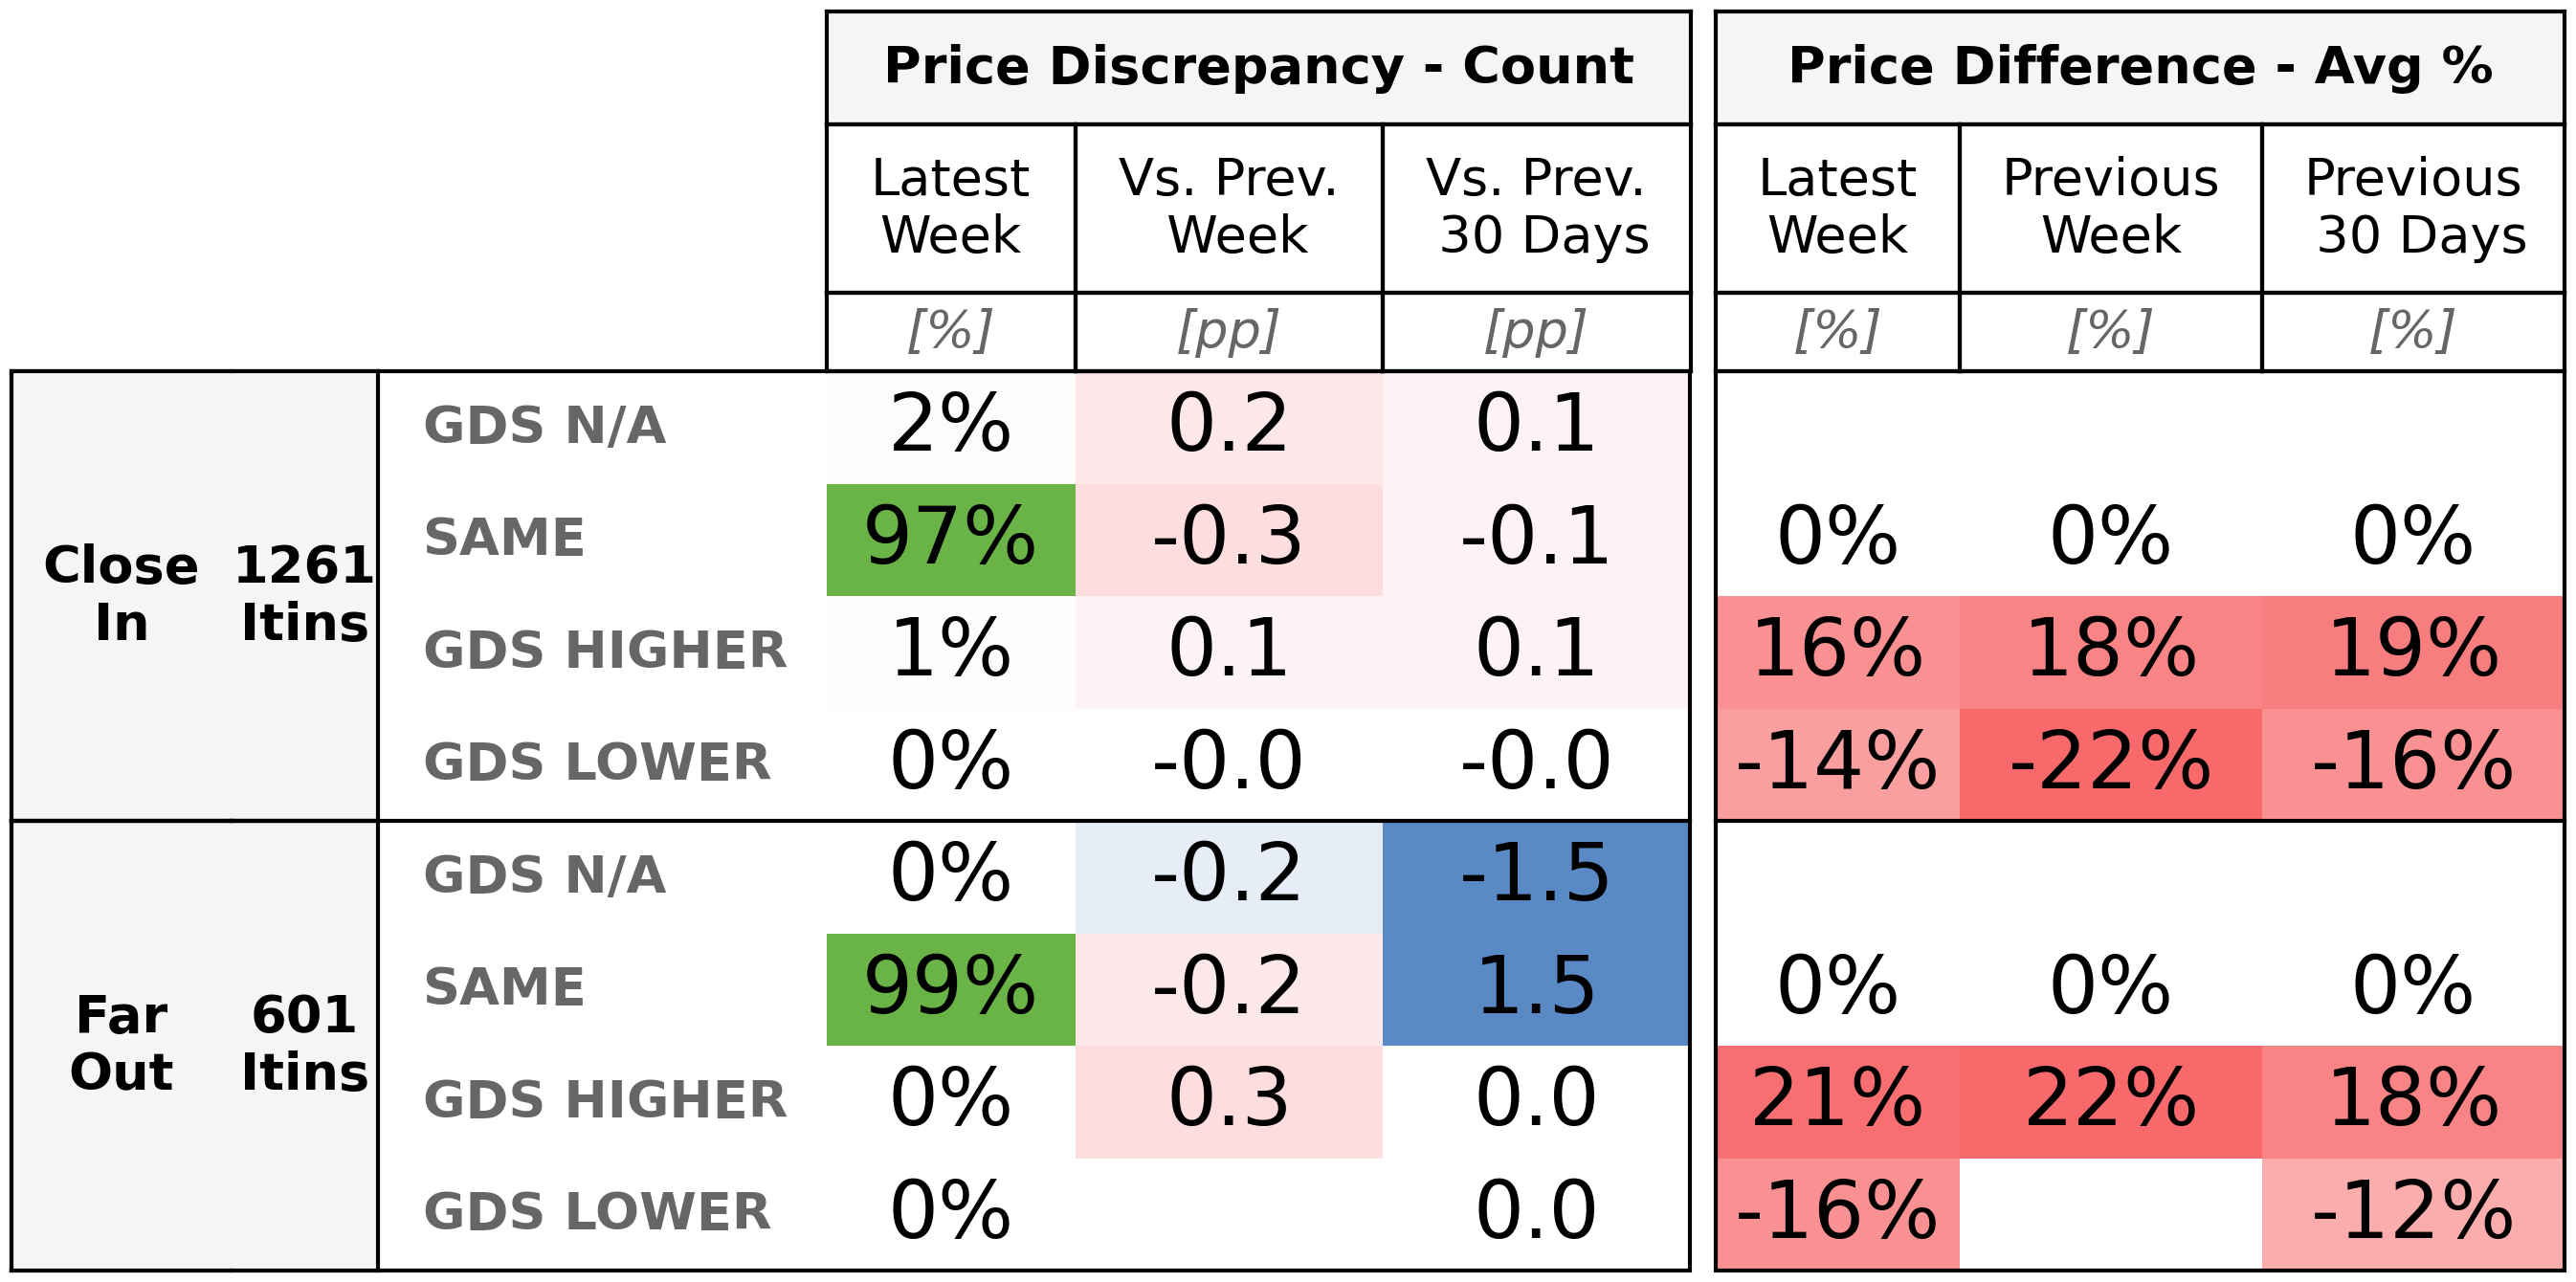 Price Discrepancy - Count Price Difference - Avg %
Latest Week Vs. Prev. Week Vs. Prev. 30 Days Latest Week Previous Week Previous 30 Days
[%] [pp] [pp] [%] [%] [%]
Close In 1261 Itins
GDS N/A 2% 0.2 0.1
SAME 97% -0.3 -0.1 0% 0% 0%
GDS HIGHER 1% 0.1 0.1 16% 18% 19%
GDS LOWER 0% -0.0 -0.0 -14% -22% -16%
Far Out 601 Itins
GDS N/A 0% -0.2 -1.5
SAME 99% -0.2 1.5 0% 0% 0%
GDS HIGHER 0% 0.3 0.0 21% 22% 18%
GDS LOWER 0% 0.0 -16% -12%